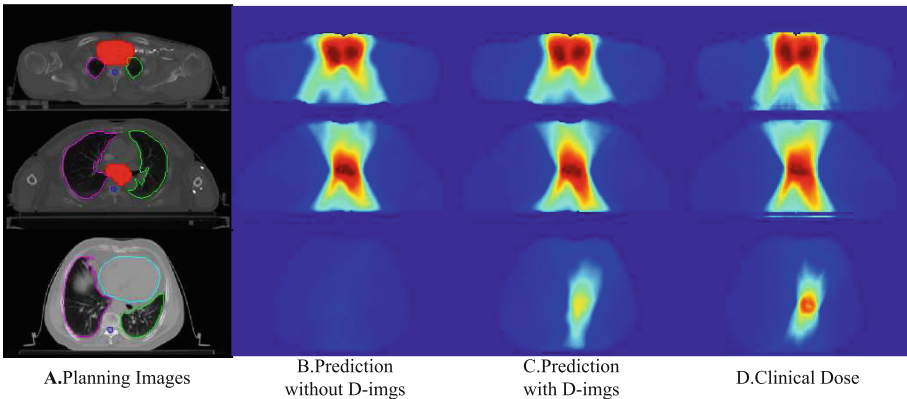 A.Planning Images
B.Prediction
without D-imgs
C.Prediction
with D-imgs
D.Clinical Dose